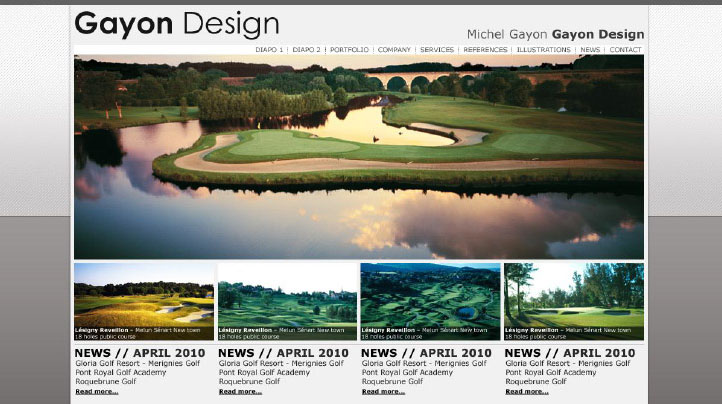 Gayon Design
Michel Gayon Gayon Design
DIAPO 1 | DIAPO 2 | PORTFOLIO | COMPANY | SERVICES | REFERENCES | ILLUSTRATIONS | NEWS | CONTACT
Lésigny Reveillon – Melun Sénart New town
18 holes public course
Lésigny Reveillon – Melun Sénart New town
18 holes public course
Lésigny Reveillon – Melun Sénart New town
18 holes public course
Lésigny Reveillon – Melun Sénart New town
18 holes public course
NEWS // APRIL 2010
Gloria Golf Resort - Merignies Golf
Pont Royal Golf Academy
Roquebrune Golf
Read more...
NEWS // APRIL 2010
Gloria Golf Resort - Merignies Golf
Pont Royal Golf Academy
Roquebrune Golf
Read more...
NEWS // APRIL 2010
Gloria Golf Resort - Merignies Golf
Pont Royal Golf Academy
Roquebrune Golf
Read more...
NEWS // APRIL 2010
Gloria Golf Resort - Merignies Golf
Pont Royal Golf Academy
Roquebrune Golf
Read more...